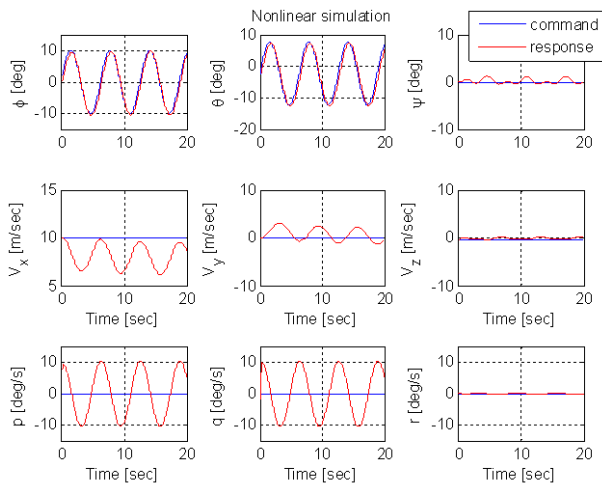 Nonlinear simulation
command
response
ϕ [deg]
10
0
-10
0 10 20
θ [deg]
10
0
-10
-20
0 10 20
ψ [deg]
10
0
-10
0 10 20
V_x [m/sec]
15
10
5
0 10 20
Time [sec]
V_y [m/sec]
10
0
-10
0 10 20
Time [sec]
V_z [m/sec]
10
0
-10
0 10 20
Time [sec]
p [deg/s]
10
0
-10
0 10 20
Time [sec]
q [deg/s]
10
0
-10
0 10 20
Time [sec]
r [deg/s]
10
0
-10
0 10 20
Time [sec]